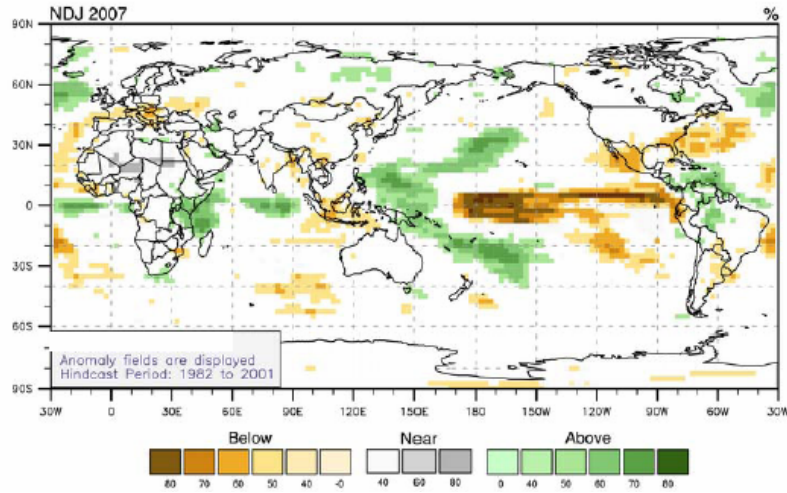 NDJ 2007 %
90N
60N
30N
0
30S
60S
90S
Anomaly fields are displayed
Hindcast Period: 1982 to 2001
30W 0 30E 60E 90E 120E 150E 180 150W 120W 90W 60W 30W
Below Near Above
80 70 60 50 40 -0 40 60 80 0 40 50 60 70 80